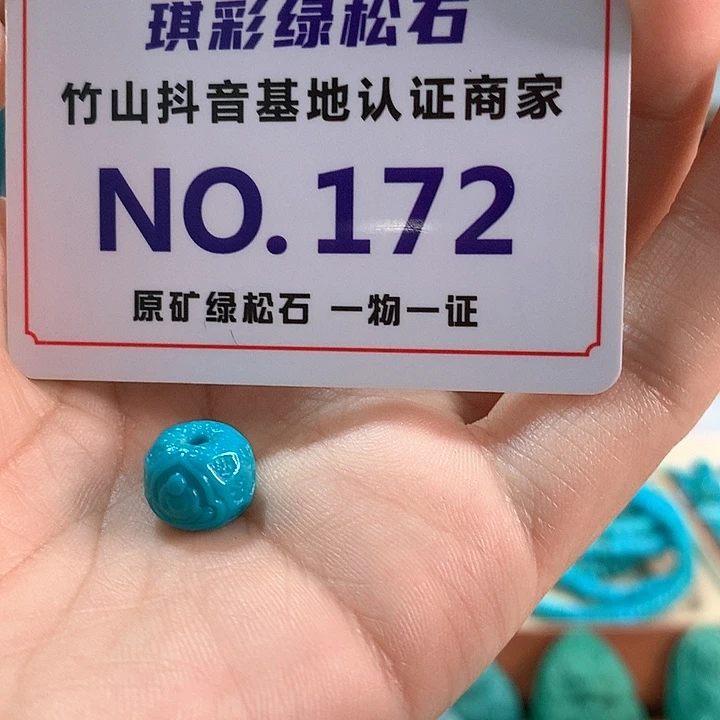 琪彩绿松石
竹山抖音基地认证商家
NO.172
原矿绿松石 一物一证